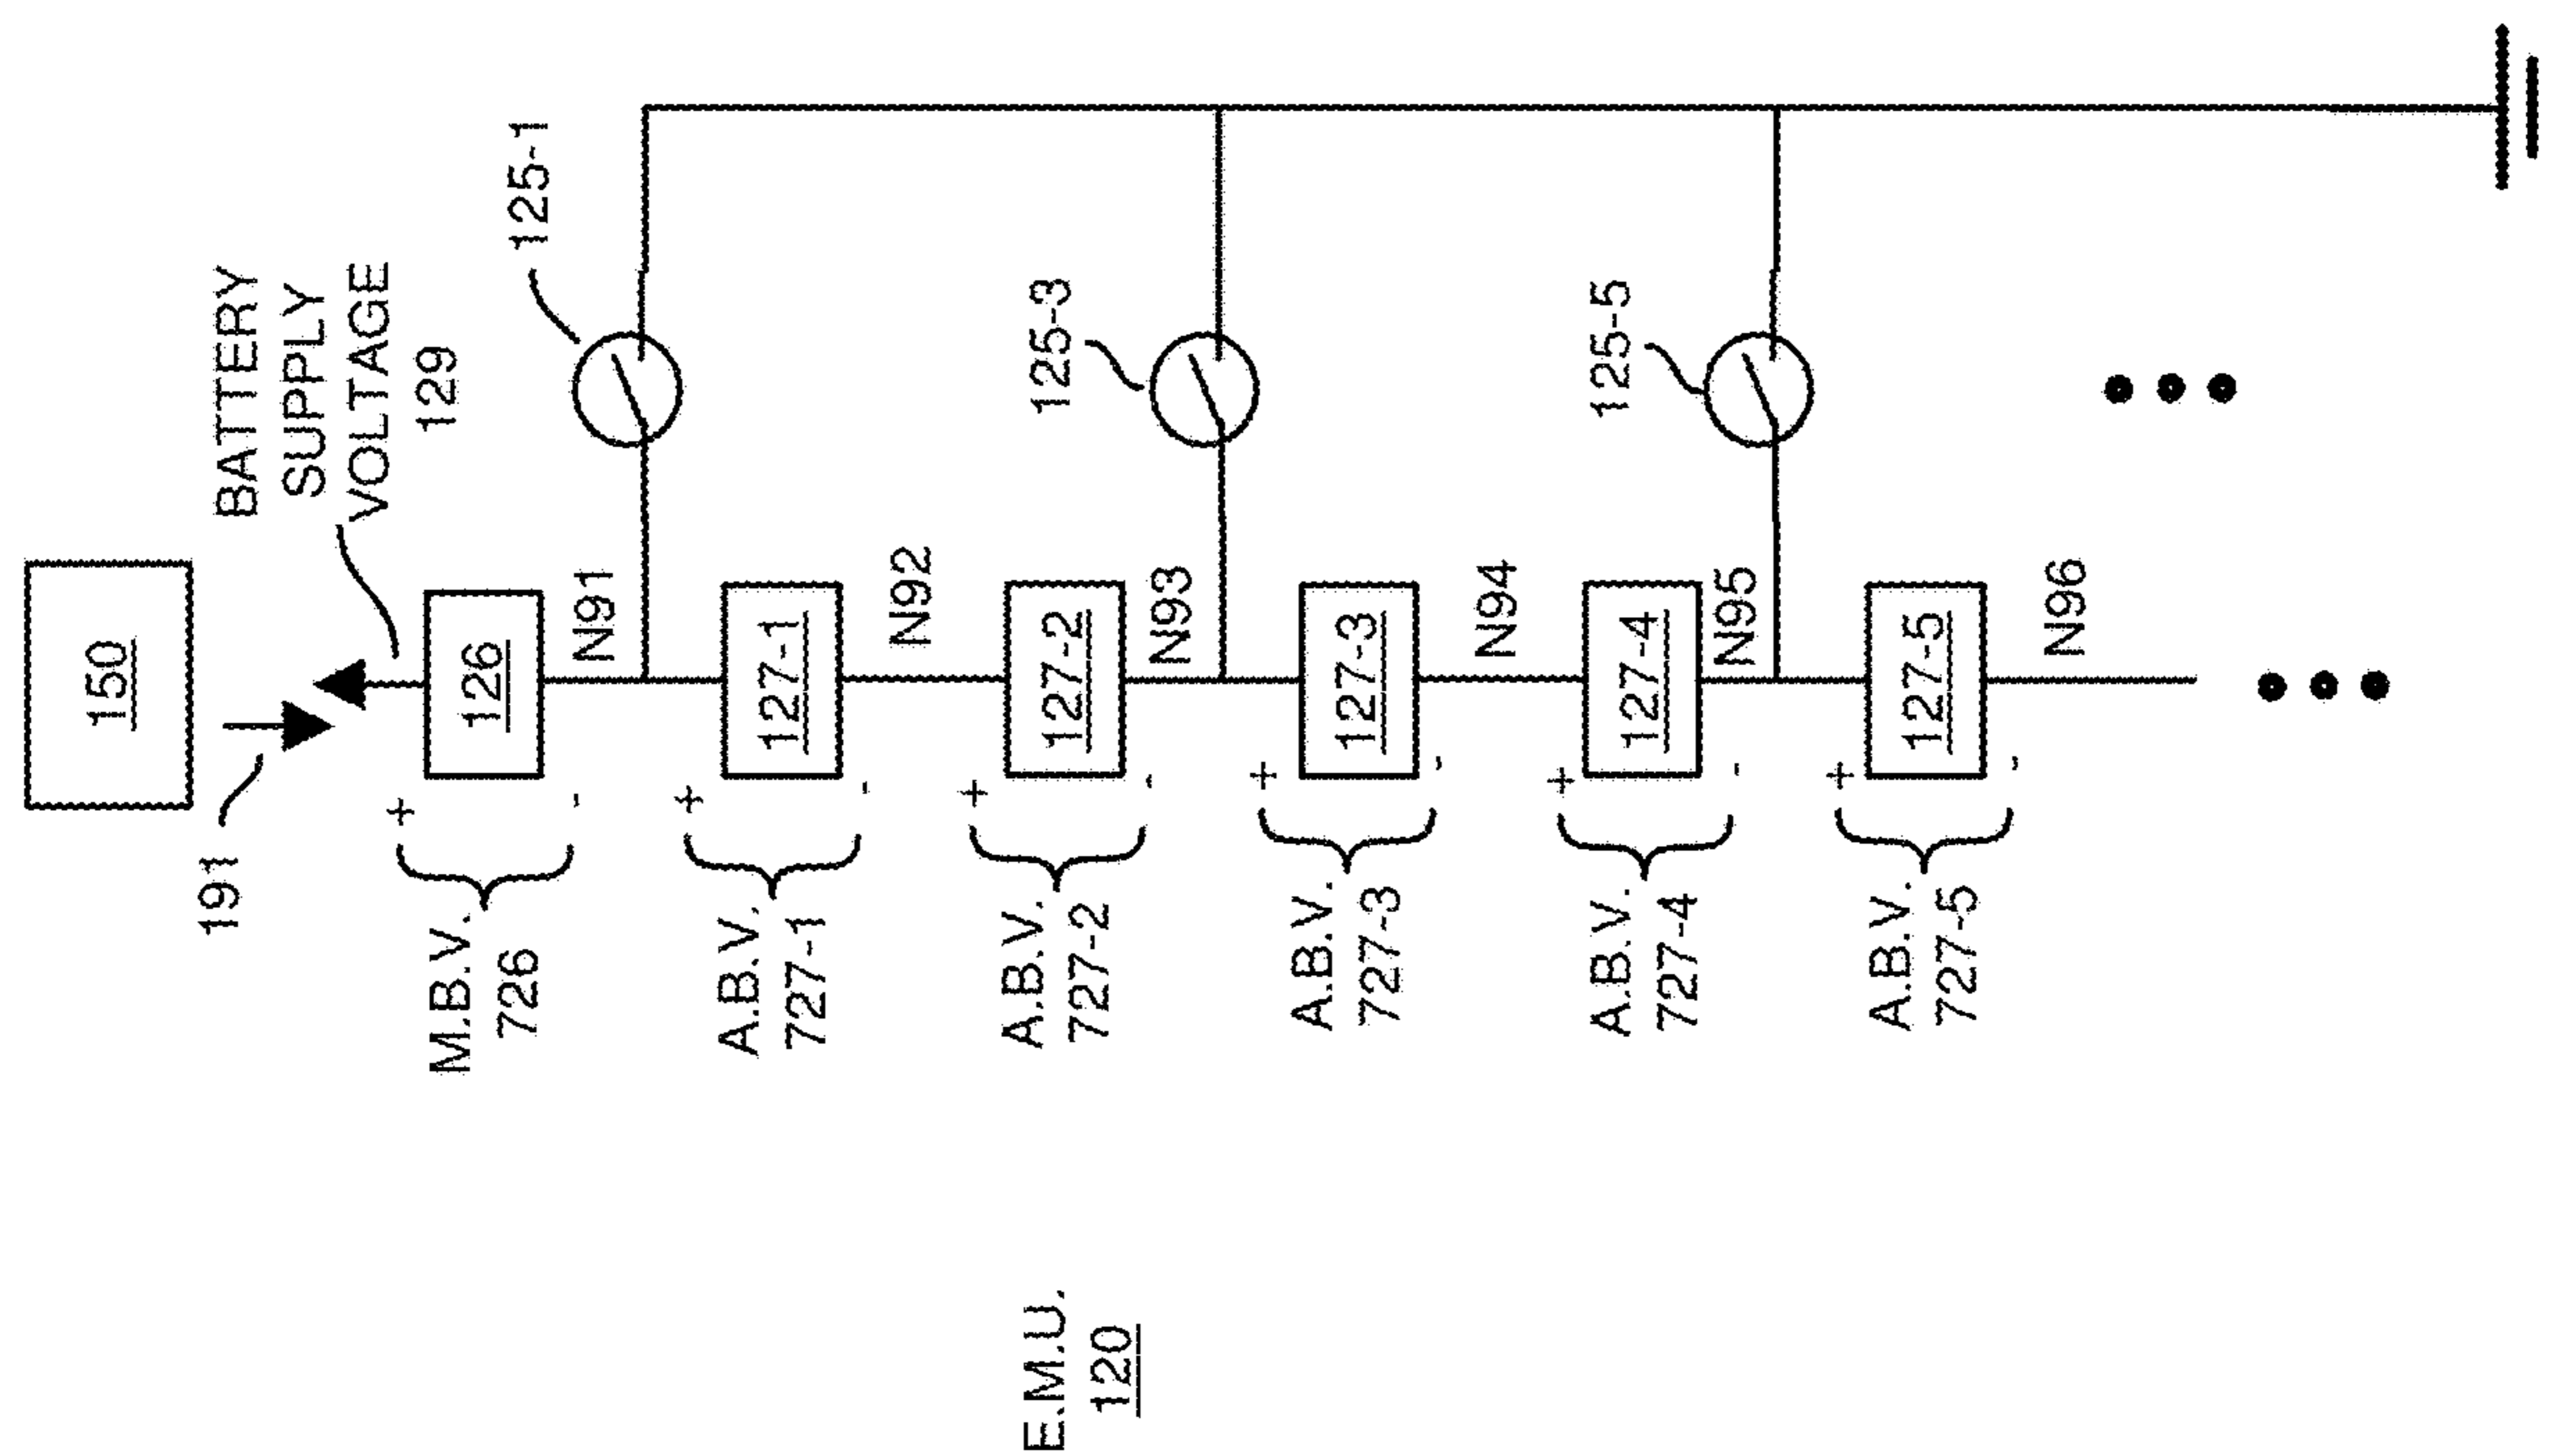 150
191
BATTERY
SUPPLY
VOLTAGE
129
+
126
-
M.B.V.
726
N91
125-1
+
127-1
-
A.B.V.
727-1
N92
+
127-2
-
A.B.V.
727-2
N93
125-3
+
127-3
-
A.B.V.
727-3
N94
+
127-4
-
A.B.V.
727-4
N95
125-5
+
127-5
-
A.B.V.
727-5
N96
E.M.U.
120